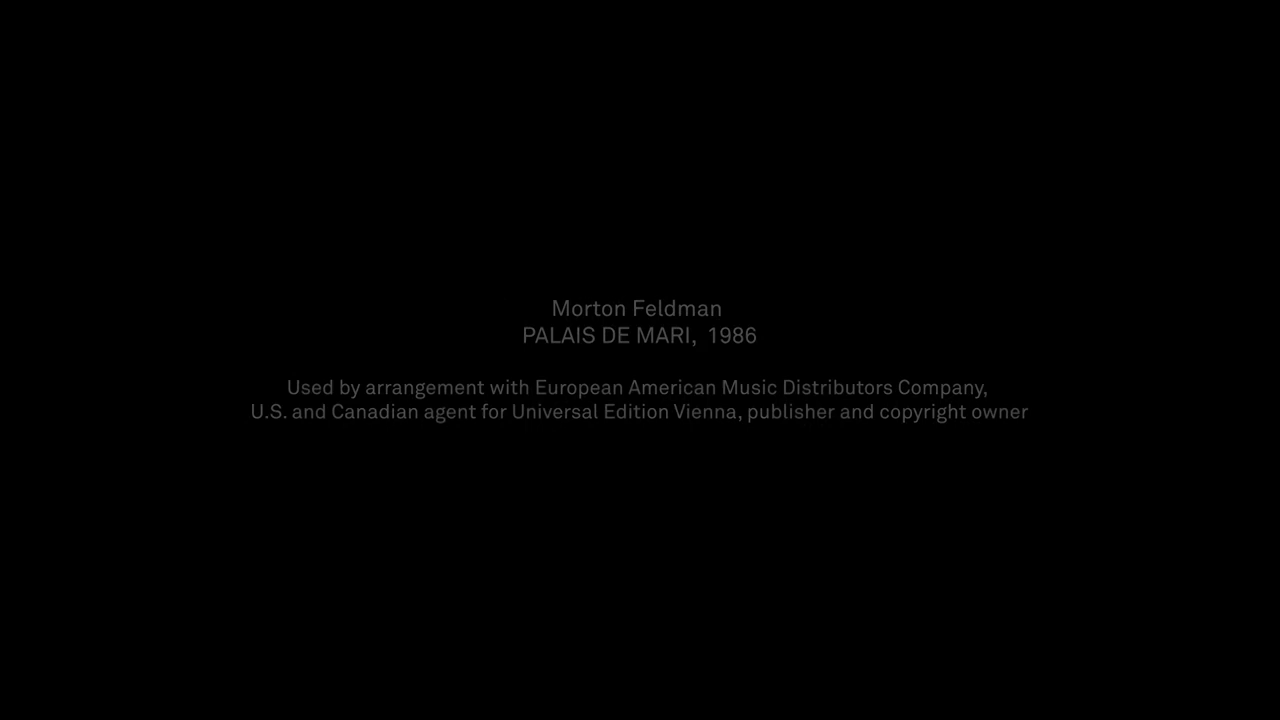 Morton Feldman
PALAIS DE MARI, 1986
Used by arrangement with European American Music Distributors Company,
U.S. and Canadian agent for Universal Edition Vienna, publisher and copyright owner